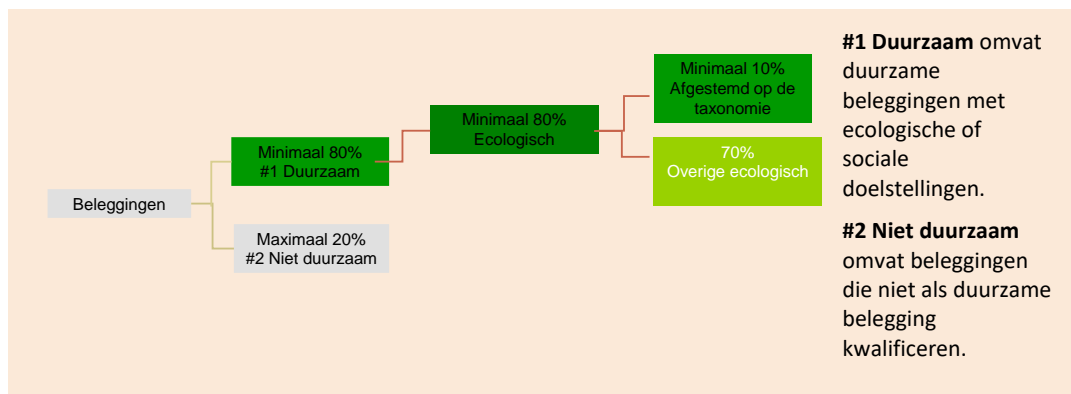 Beleggingen
Minimaal 80%
#1 Duurzaam
Maximaal 20%
#2 Niet duurzaam
Minimaal 80%
Ecologisch
Minimaal 10%
Afgestemd op de
taxonomie
70%
Overige ecologisch
#1 Duurzaam omvat
duurzame
beleggingen met
ecologische of
sociale
doelstellingen.
#2 Niet duurzaam
omvat beleggingen
die niet als duurzame
belegging
kwalificeren.